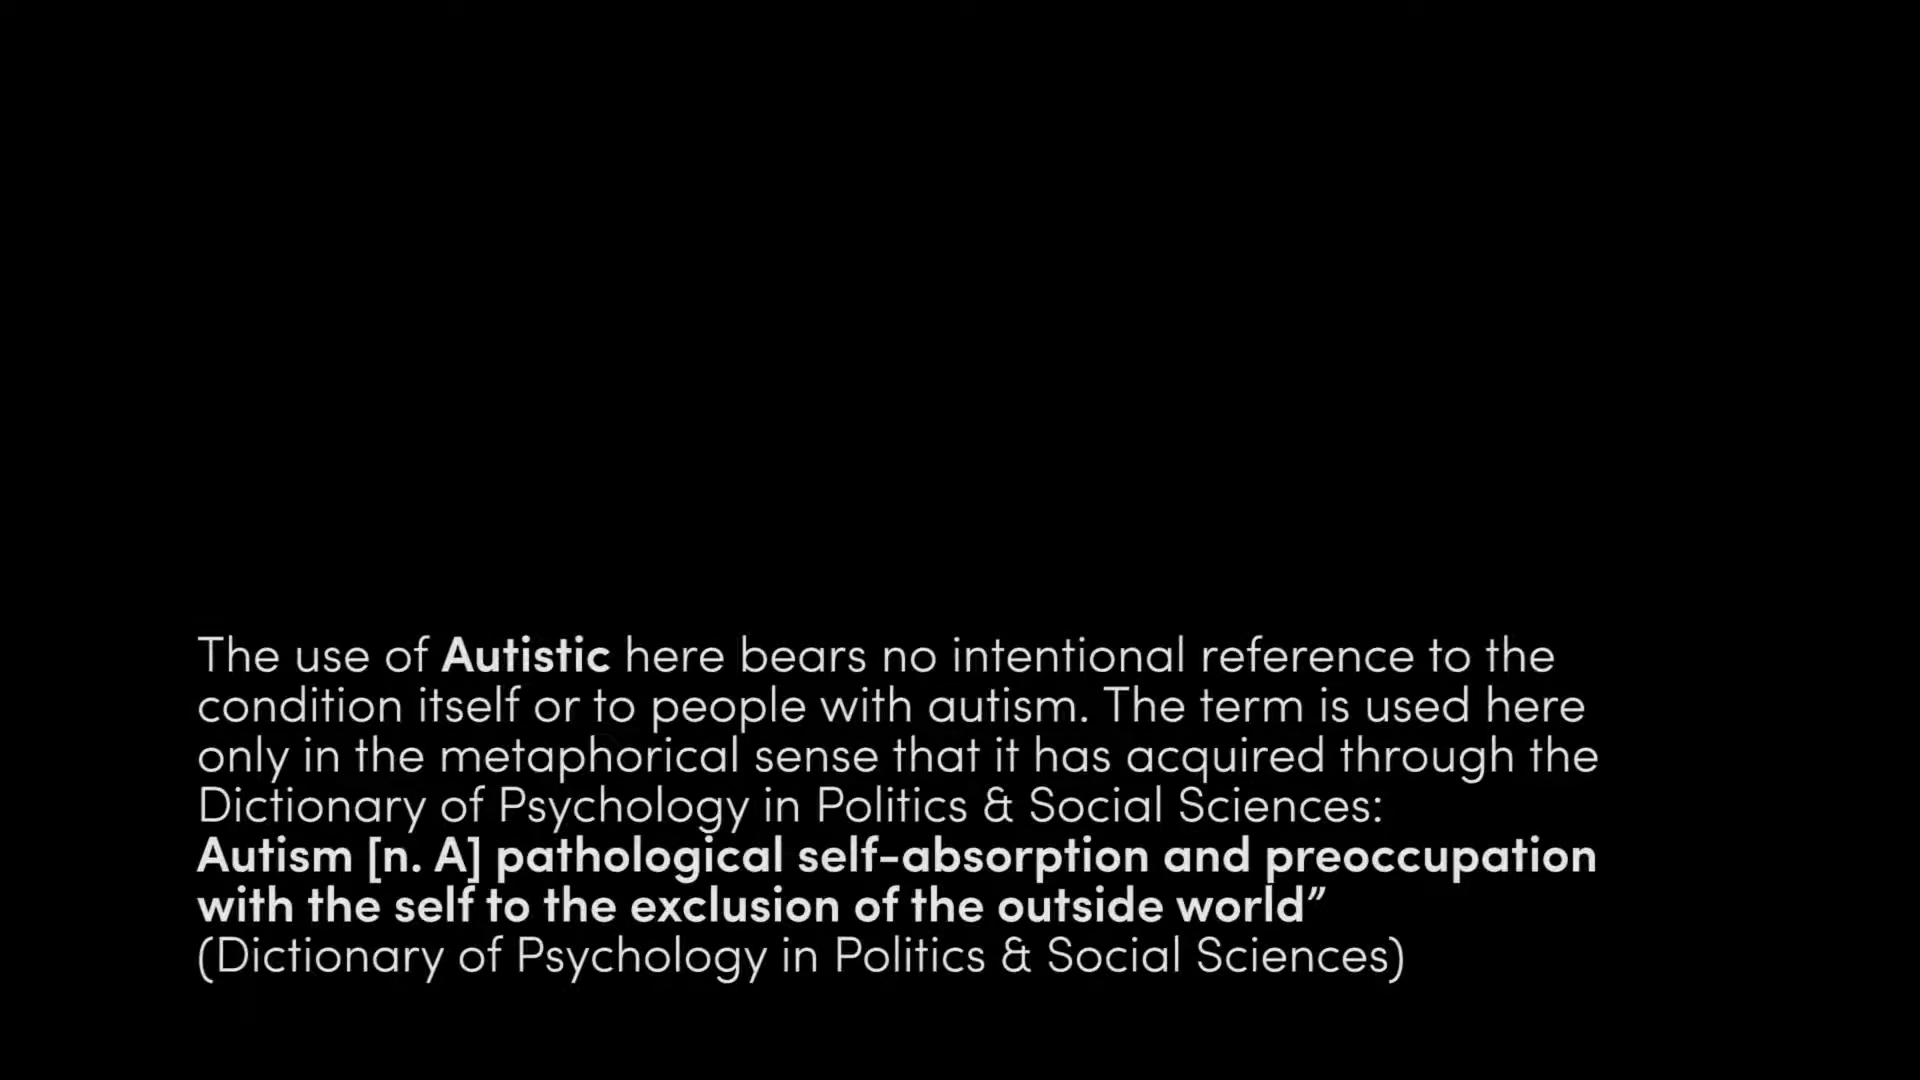 The use of Autistic here bears no intentional reference to the
condition itself or to people with autism. The term is used here
only in the metaphorical sense that it has acquired through the
Dictionary of Psychology in Politics & Social Sciences:
Autism [n. A] pathological self-absorption and preoccupation
with the self to the exclusion of the outside world”
(Dictionary of Psychology in Politics & Social Sciences)